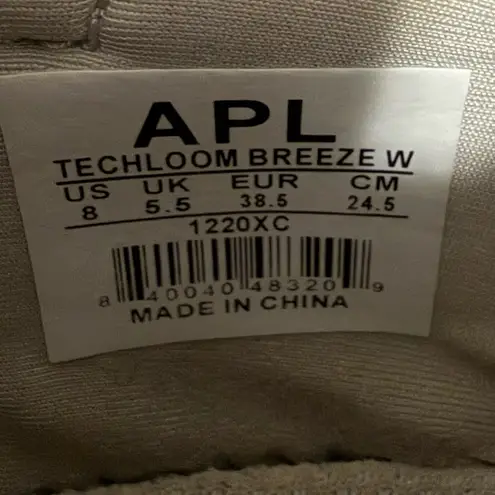 APL
TECHLOOM BREEZE W
US UK EUR CM
8 5.5 38.5 24.5
1220XC
8 40040 48320 9
MADE IN CHINA